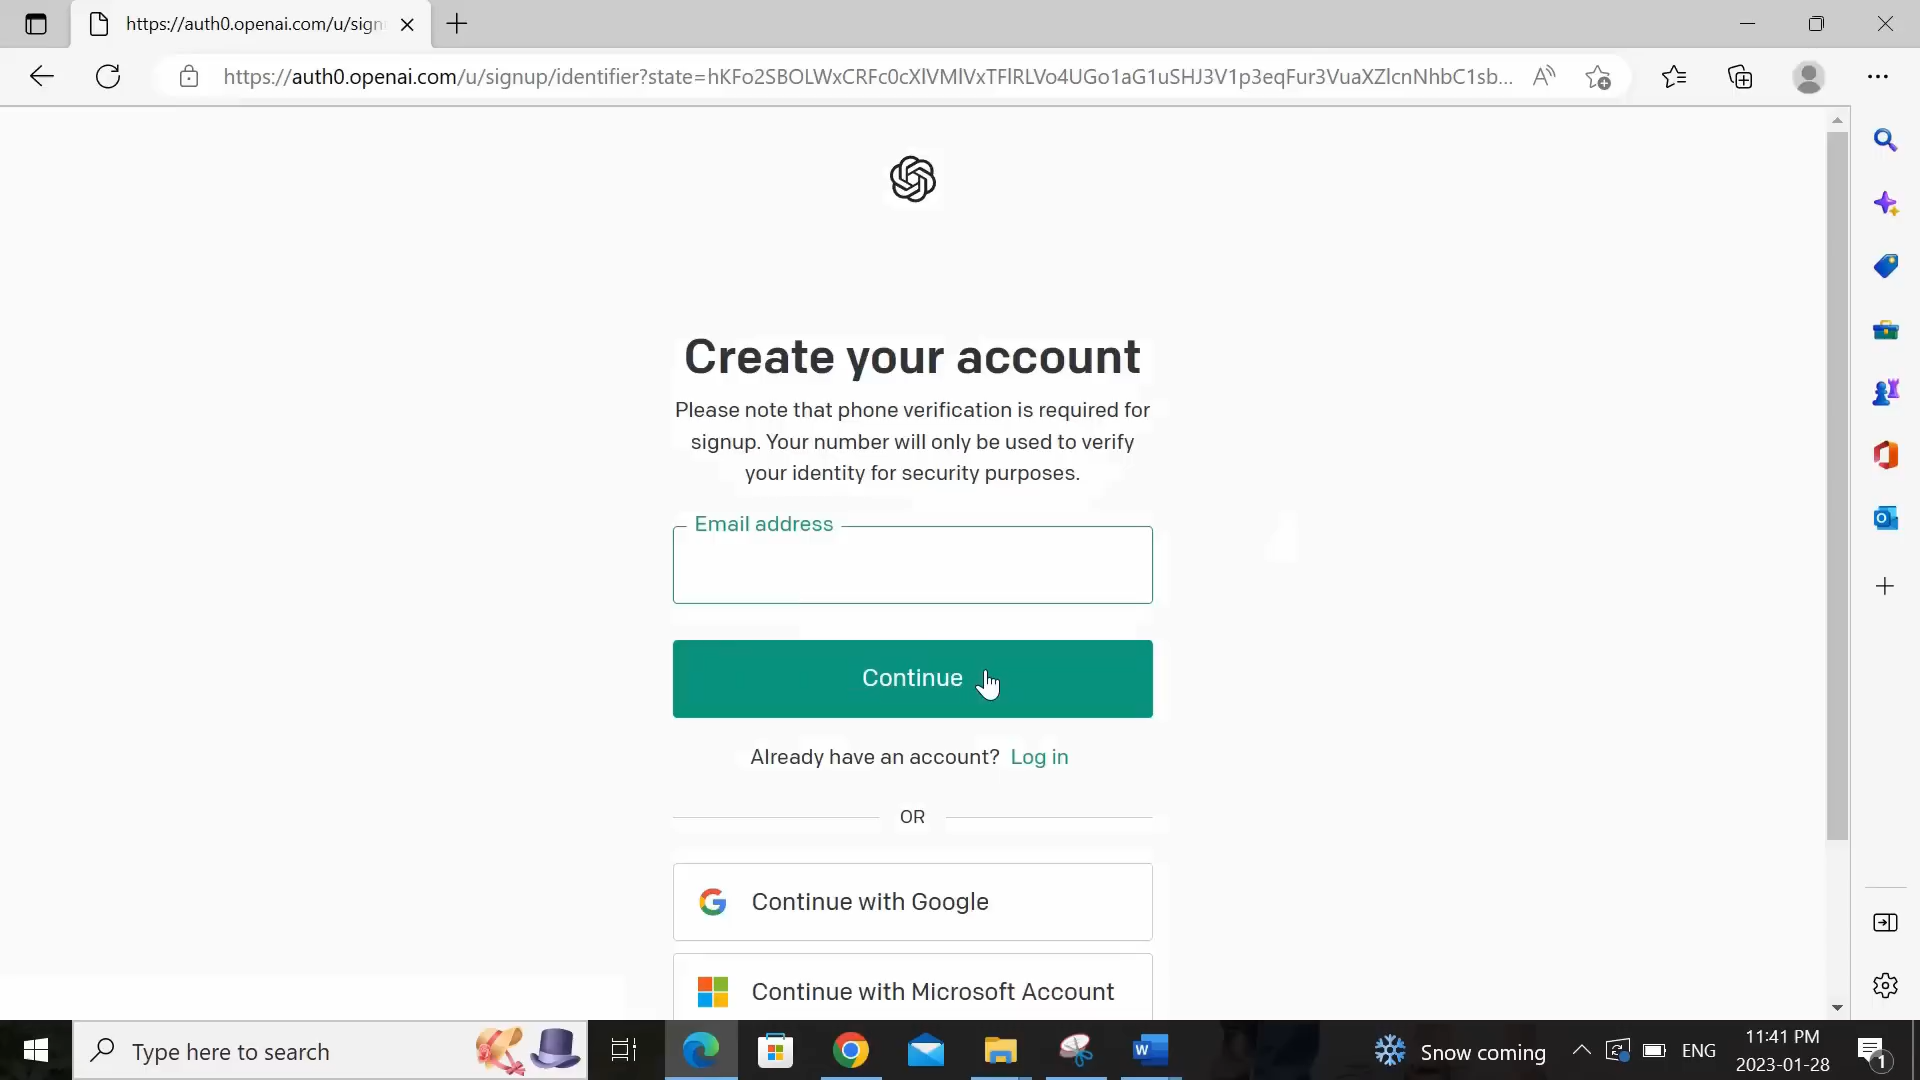 https://auth0.openai.com/u/sign
https://auth0.openai.com/u/signup/identifier?state=hKFo2SBOLWxCRFc0cXlVMlVxTFlRLVo4UGo1aG1uSHJ3V1p3eqFur3VuaXZlcnNhbC1sb...
Create your account
Please note that phone verification is required for
signup. Your number will only be used to verify
your identity for security purposes.
Email address
Continue
Already have an account? Log in
OR
Continue with Google
Continue with Microsoft Account
Type here to search
Snow coming
ENG
11:41 PM
2023-01-28
1